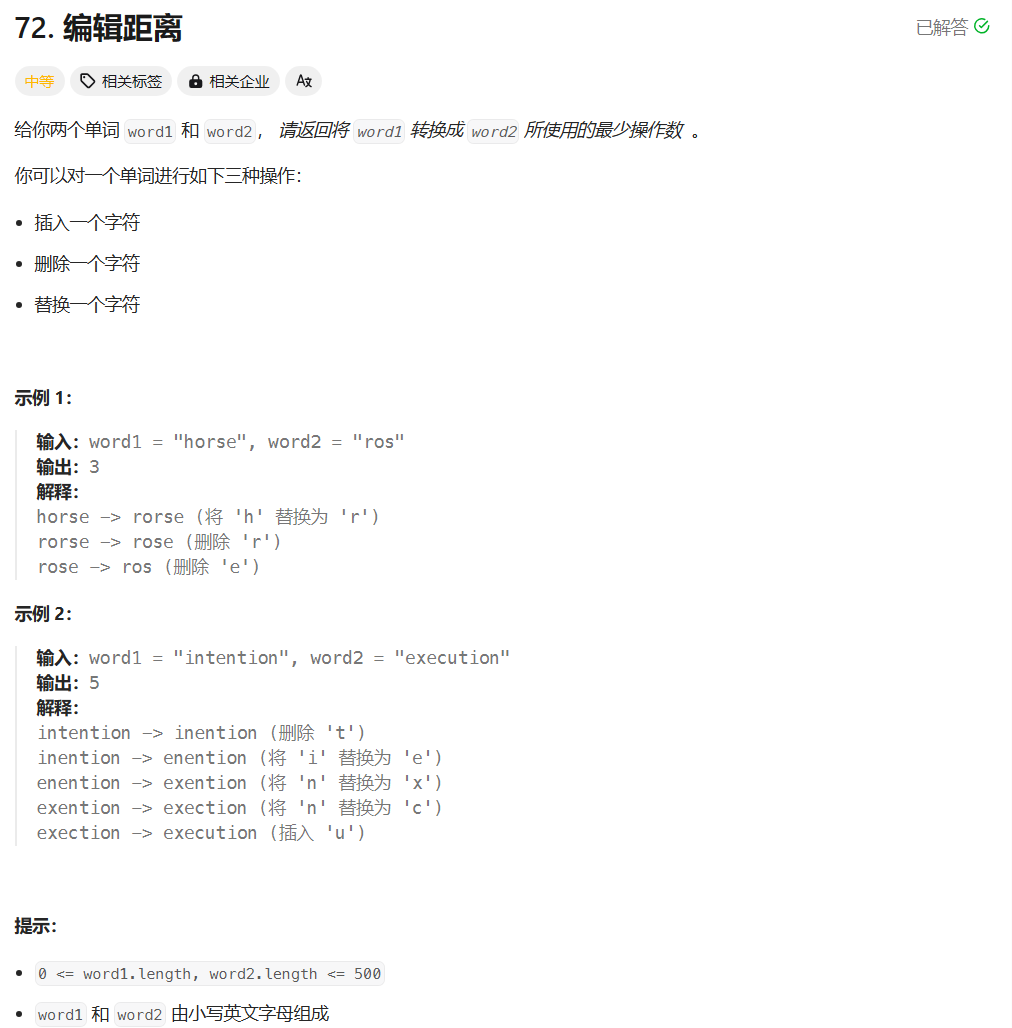 72. 编辑距离
已解答
中等 相关标签 相关企业
给你两个单词 word1 和 word2，请返回将 word1 转换成 word2 所使用的最少操作数 。
你可以对一个单词进行如下三种操作：
• 插入一个字符
• 删除一个字符
• 替换一个字符
示例 1：
输入：word1 = "horse", word2 = "ros"
输出：3
解释：
horse -> rorse (将 'h' 替换为 'r')
rorse -> rose (删除 'r')
rose -> ros (删除 'e')
示例 2：
输入：word1 = "intention", word2 = "execution"
输出：5
解释：
intention -> inention (删除 't')
inention -> enention (将 'i' 替换为 'e')
enention -> exention (将 'n' 替换为 'x')
exention -> exection (将 'n' 替换为 'c')
exection -> execution (插入 'u')
提示：
• 0 <= word1.length, word2.length <= 500
• word1 和 word2 由小写英文字母组成